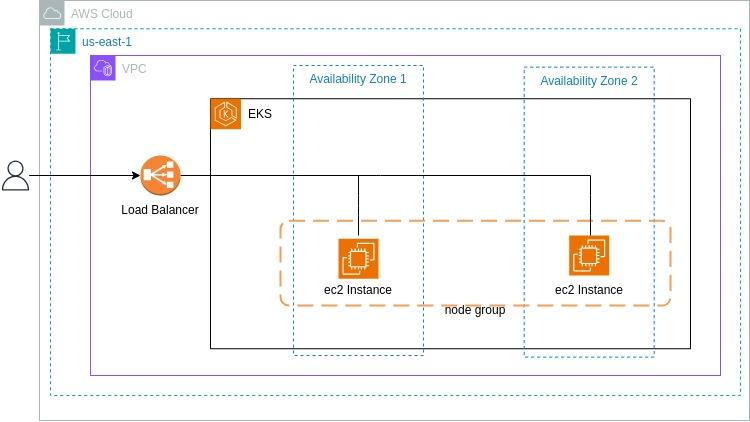 AWS Cloud
us-east-1
VPC
Availability Zone 1
Availability Zone 2
EKS
Load Balancer
ec2 Instance
ec2 Instance
node group